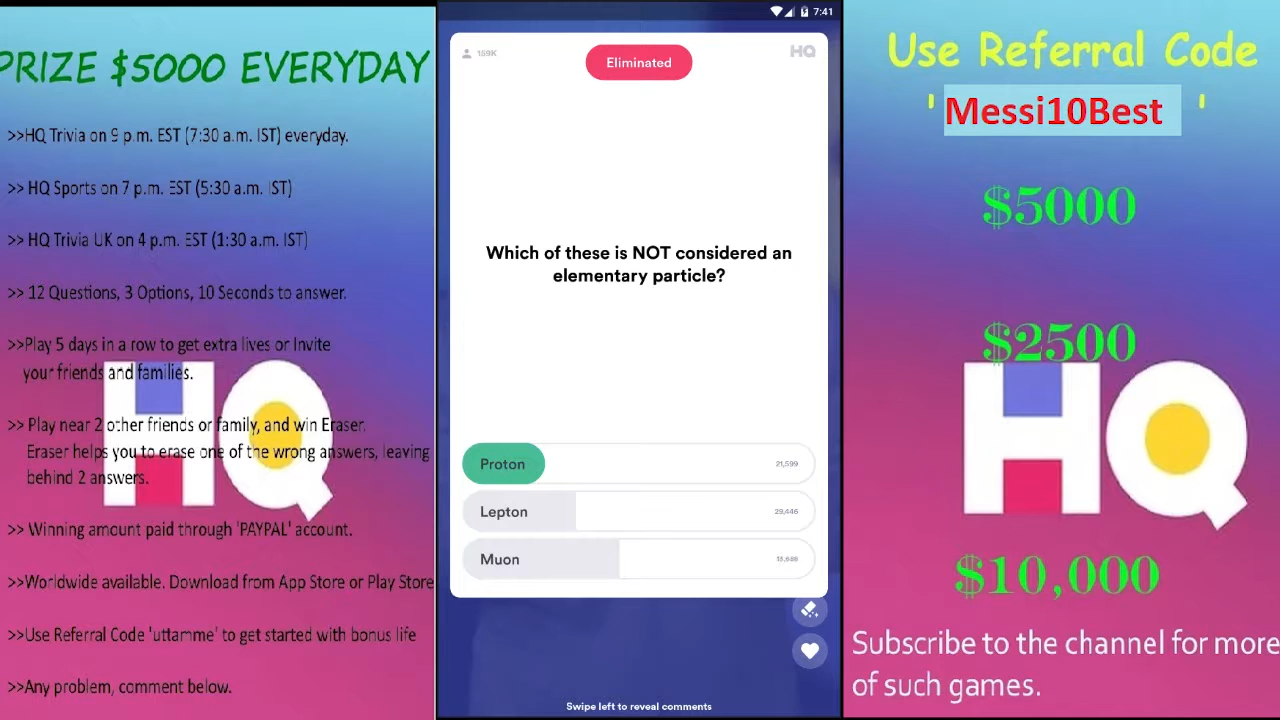 PRIZE $5000 EVERYDAY
>>HQ Trivia on 9 p.m. EST (7:30 a.m. IST) everyday.
>> HQ Sports on 7 p.m. EST (5:30 a.m. IST)
>> HQ Trivia UK on 4 p.m. EST (1:30 a.m. IST)
>> 12 Questions, 3 Options, 10 Seconds to answer.
>>Play 5 days in a row to get extra lives or Invite
your friends and families.
>> Play near 2 other friends or family, and win Eraser.
Eraser helps you to erase one of the wrong answers, leaving
behind 2 answers.
>> Winning amount paid through 'PAYPAL' account.
>>Worldwide available. Download from App Store or Play Store
>>Use Referral Code 'uttamme' to get started with bonus life
>>Any problem, comment below.
HQ
7:41
159K
Eliminated
HQ
Which of these is NOT considered an
elementary particle?
Proton 21,599
Lepton 29,446
Muon
Swipe left to reveal comments
Use Referral Code
' Messi10Best '
$5000
$2500
HQ
$10,000
Subscribe to the channel for more
of such games.